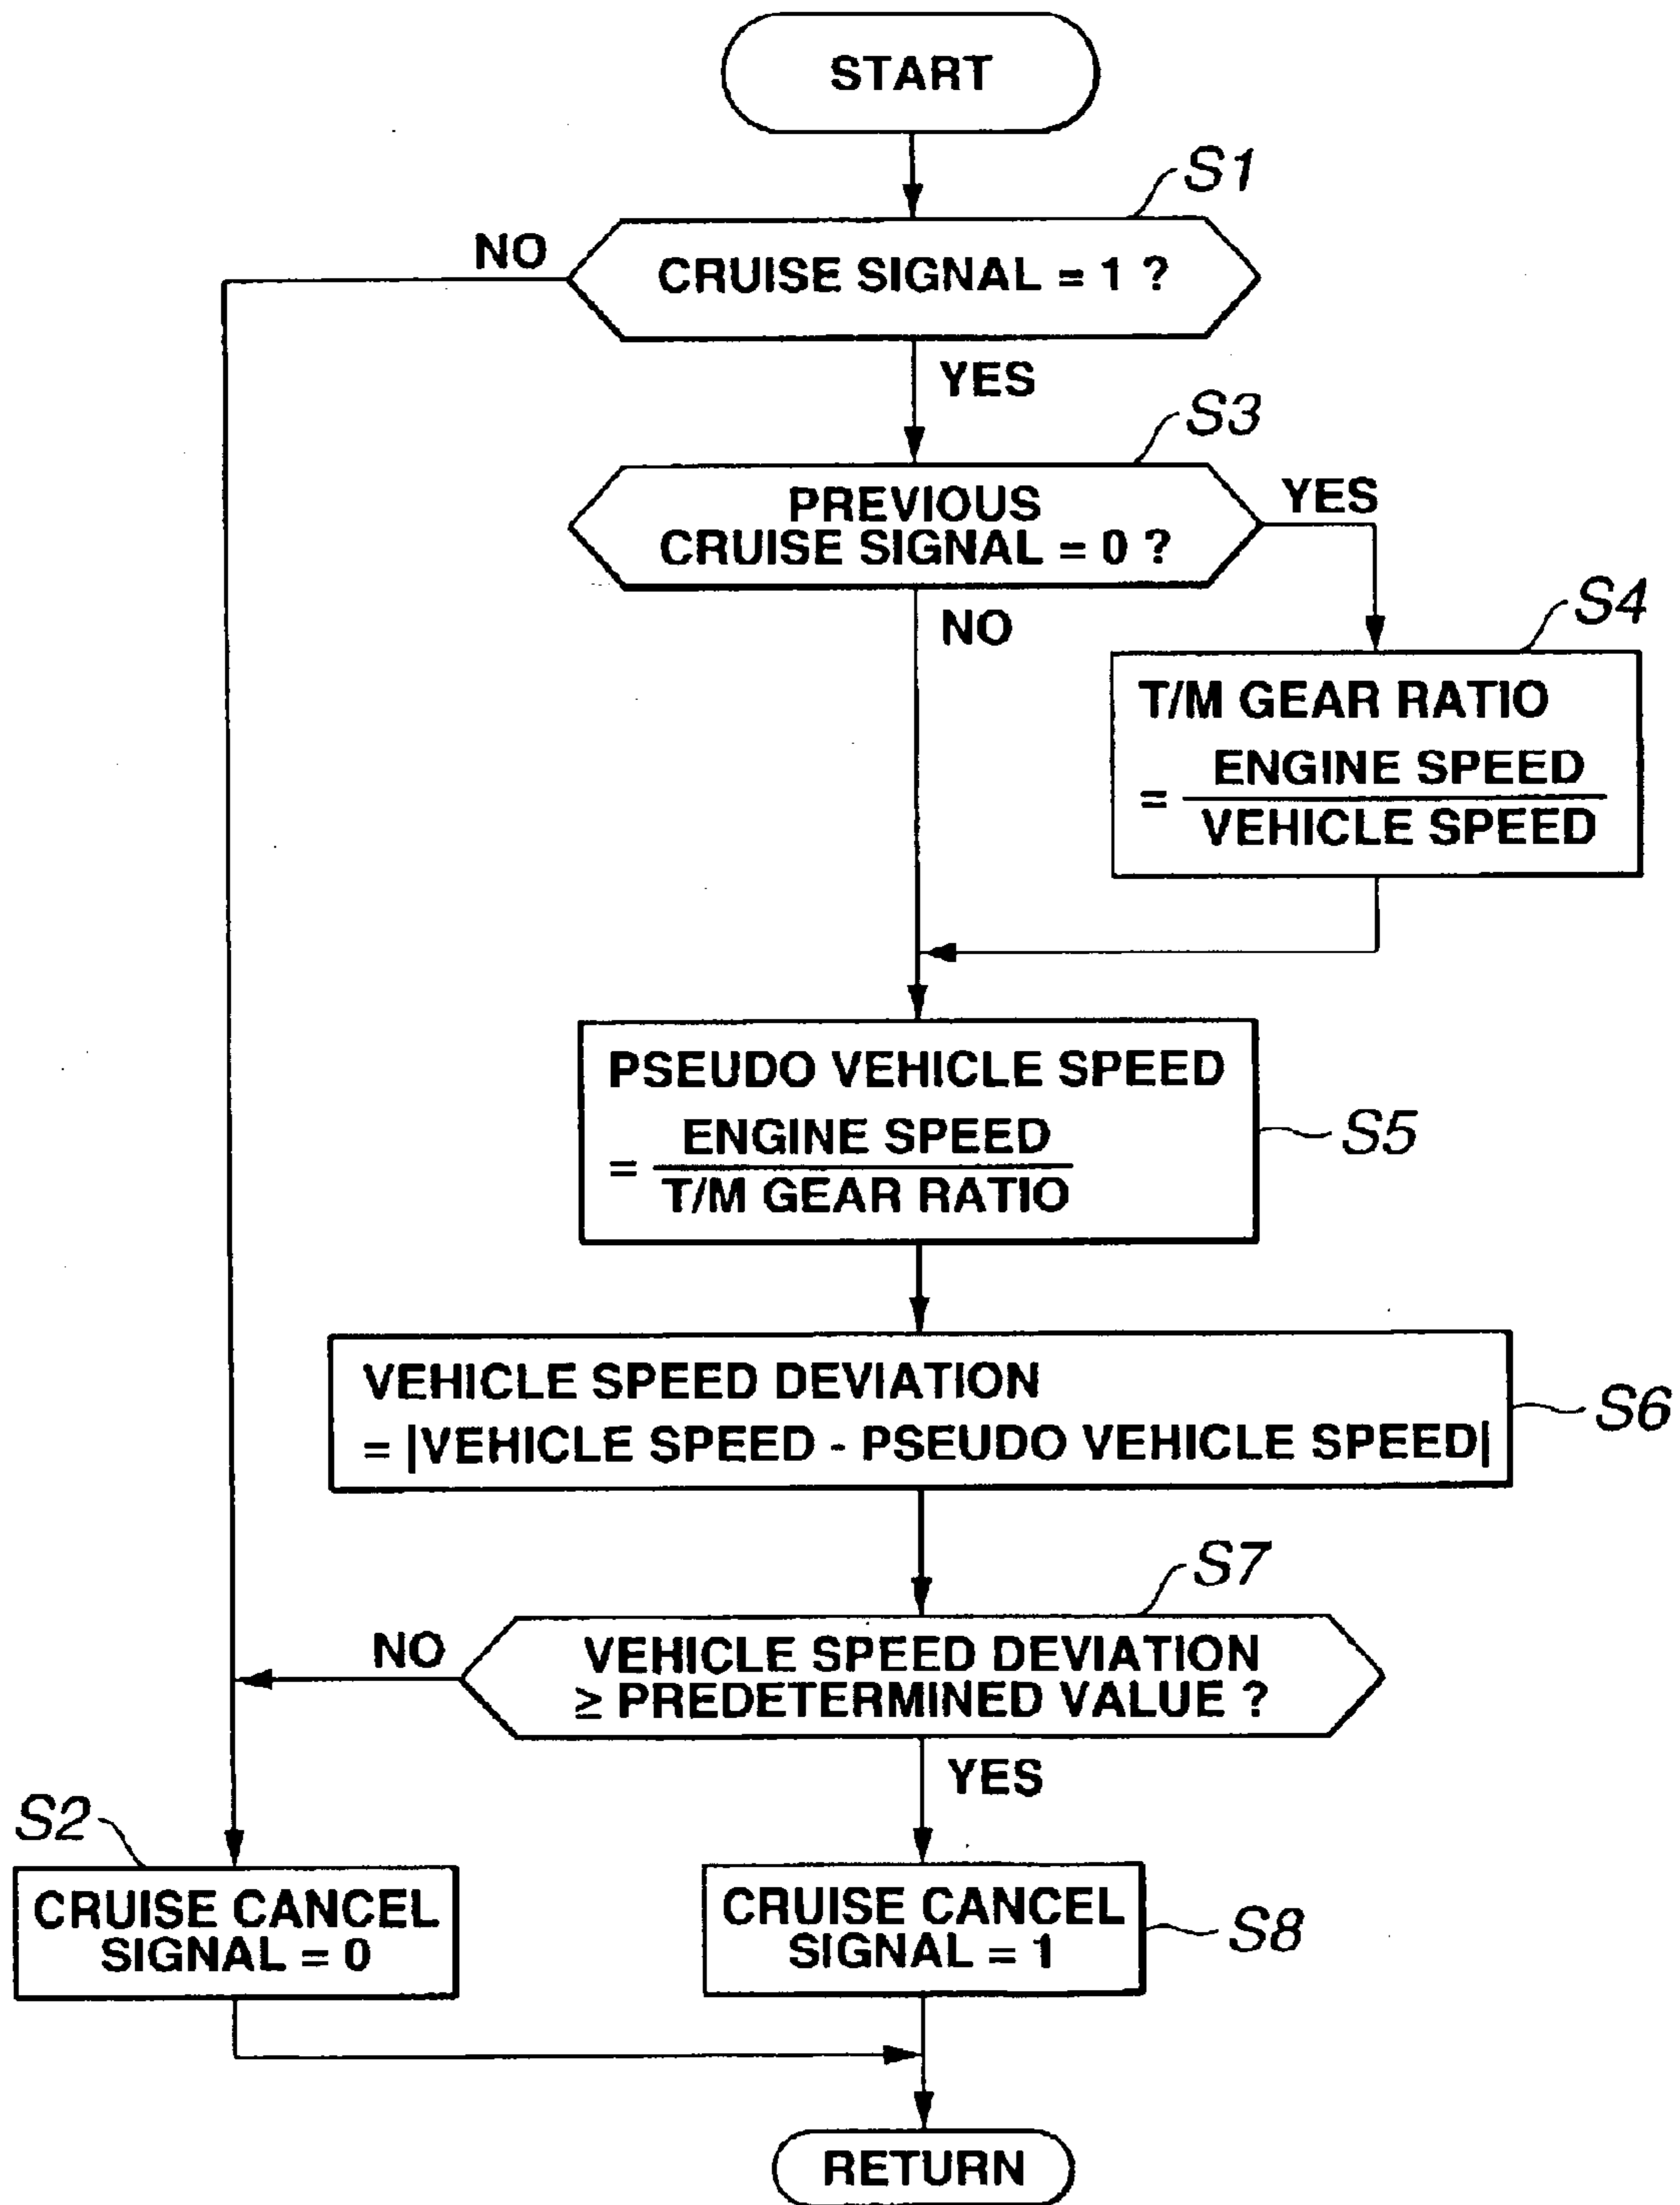 START
S1
NO
CRUISE SIGNAL = 1 ?
YES
S3
PREVIOUS
CRUISE SIGNAL = 0 ?
YES
NO
S4
T/M GEAR RATIO
= ENGINE SPEED
VEHICLE SPEED
PSEUDO VEHICLE SPEED
= ENGINE SPEED
T/M GEAR RATIO
S5
VEHICLE SPEED DEVIATION
= |VEHICLE SPEED - PSEUDO VEHICLE SPEED|
S6
S7
NO
VEHICLE SPEED DEVIATION
≥ PREDETERMINED VALUE ?
YES
S2
CRUISE CANCEL
SIGNAL = 0
CRUISE CANCEL
SIGNAL = 1
S8
RETURN